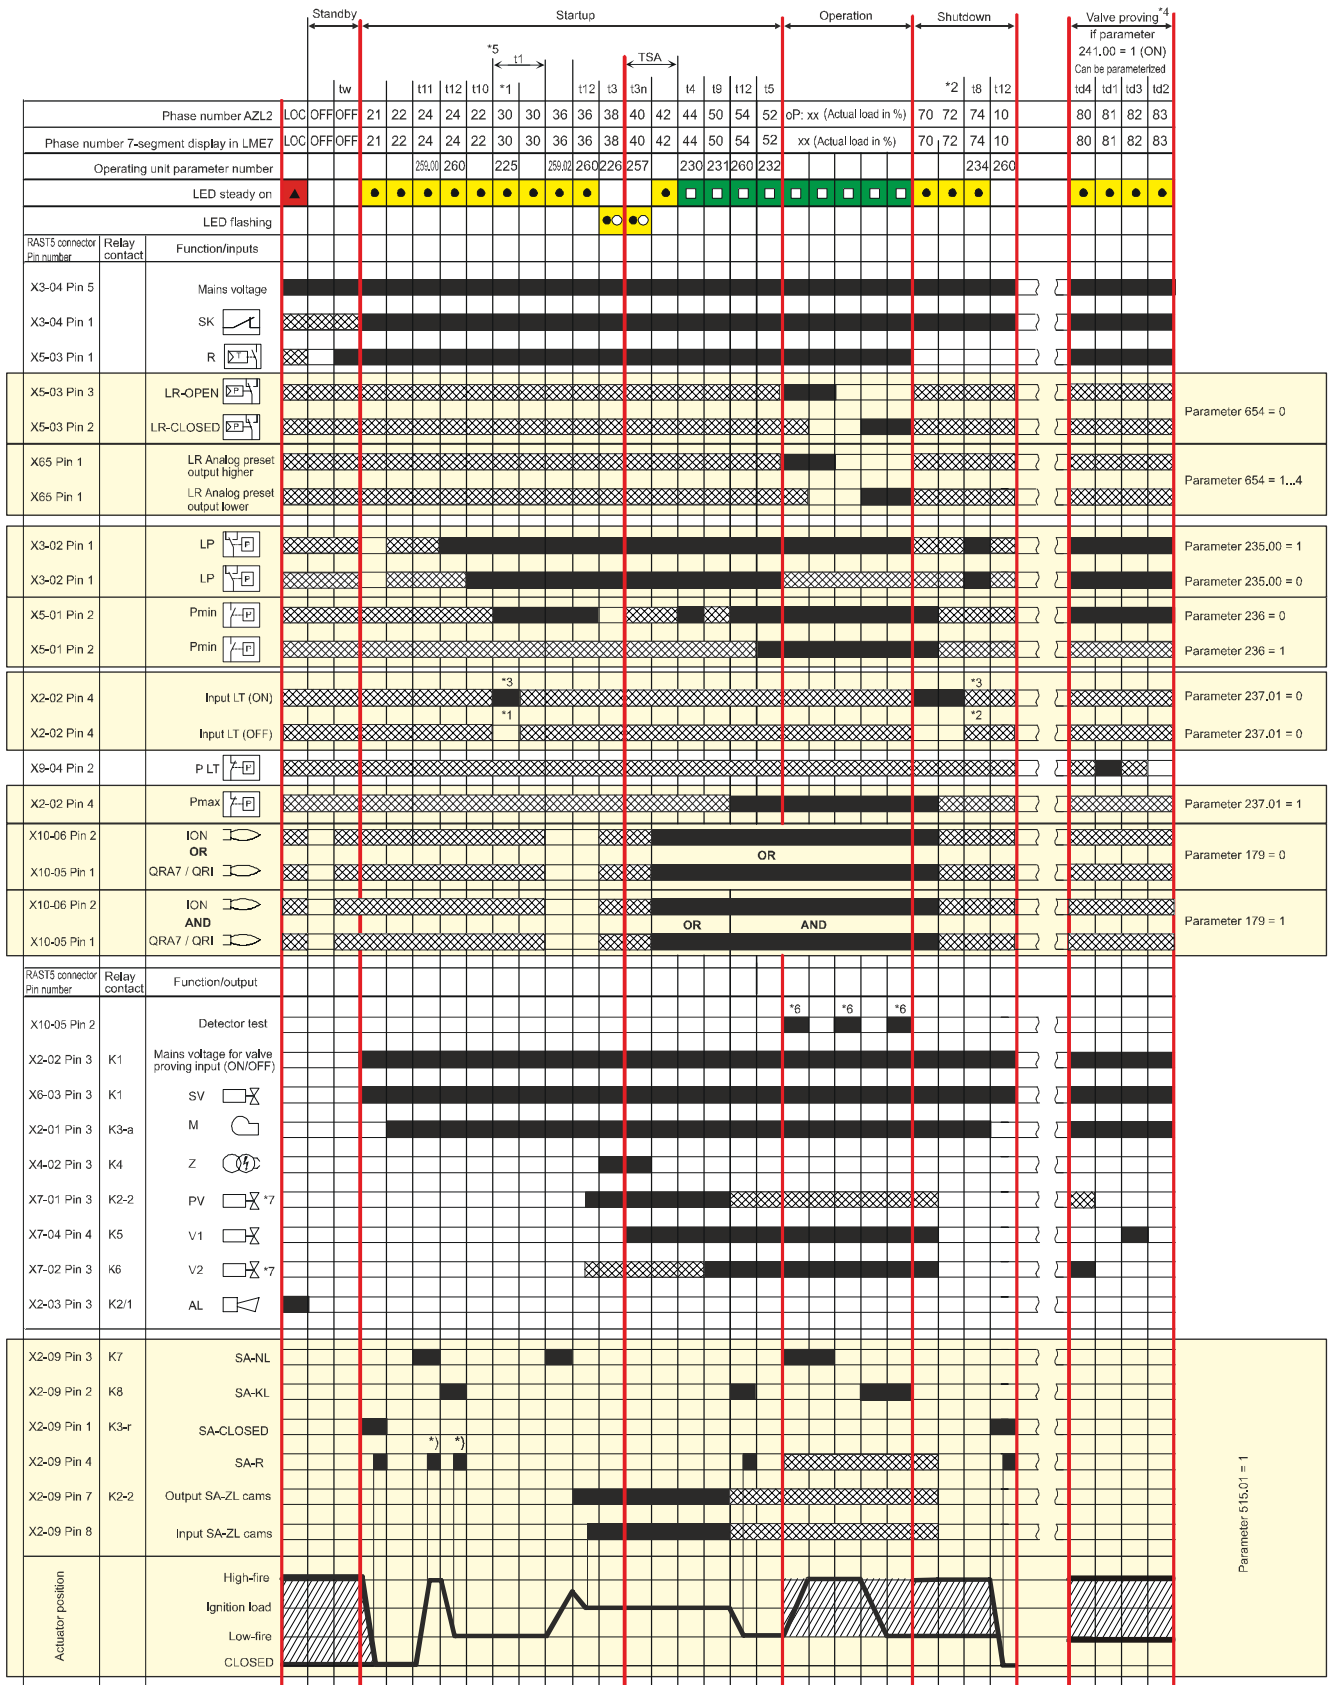 Standby Startup Operation Shutdown Valve proving *4
if parameter
241.00 = 1 (ON)
Can be parameterized
*5 t1 TSA
tw t11 t12 t10 *1 t12 t3 t3n t4 t9 t12 t5 *2 t8 t12 td4 td1 td3 td2
Phase number AZL2 LOC OFF OFF 21 22 24 24 22 30 30 36 36 38 40 42 44 50 54 52 oP: xx (Actual load in %) 70 72 74 10 80 81 82 83
Phase number 7-segment display in LME7 LOC OFF OFF 21 22 24 24 22 30 30 36 36 38 40 42 44 50 54 52 xx (Actual load in %) 70 72 74 10 80 81 82 83
Operating unit parameter number 259.00 260 225 259.02 260 226 257 230 231 260 232 234 260
LED steady on
LED flashing
RAST5 connector Pin number Relay contact Function/inputs
X3-04 Pin 5 Mains voltage
X3-04 Pin 1 SK
X5-03 Pin 1 R
X5-03 Pin 3 LR-OPEN
Parameter 654 = 0
X5-03 Pin 2 LR-CLOSED
X65 Pin 1 LR Analog preset output higher
Parameter 654 = 1...4
X65 Pin 1 LR Analog preset output lower
X3-02 Pin 1 LP Parameter 235.00 = 1
X3-02 Pin 1 LP Parameter 235.00 = 0
X5-01 Pin 2 Pmin Parameter 236 = 0
X5-01 Pin 2 Pmin Parameter 236 = 1
*3 *3
X2-02 Pin 4 Input LT (ON) Parameter 237.01 = 0
*1 *2
X2-02 Pin 4 Input LT (OFF) Parameter 237.01 = 0
X9-04 Pin 2 P LT
X2-02 Pin 4 Pmax Parameter 237.01 = 1
X10-06 Pin 2 ION
OR OR Parameter 179 = 0
X10-05 Pin 1 QRA7 / QRI
X10-06 Pin 2 ION
AND OR AND Parameter 179 = 1
X10-05 Pin 1 QRA7 / QRI
RAST5 connector Pin number Relay contact Function/output
*6 *6 *6
X10-05 Pin 2 Detector test
X2-02 Pin 3 K1 Mains voltage for valve proving input (ON/OFF)
X6-03 Pin 3 K1 SV
X2-01 Pin 3 K3-a M
X4-02 Pin 3 K4 Z
X7-01 Pin 3 K2-2 PV *7
X7-04 Pin 4 K5 V1
X7-02 Pin 3 K6 V2 *7
X2-03 Pin 3 K2/1 AL
X2-09 Pin 3 K7 SA-NL
X2-09 Pin 2 K8 SA-KL
X2-09 Pin 1 K3-r SA-CLOSED
*) *)
X2-09 Pin 4 SA-R
X2-09 Pin 7 K2-2 Output SA-ZL cams
X2-09 Pin 8 Input SA-ZL cams
Parameter 515.01 = 1
Actuator position
High-fire
Ignition load
Low-fire
CLOSED